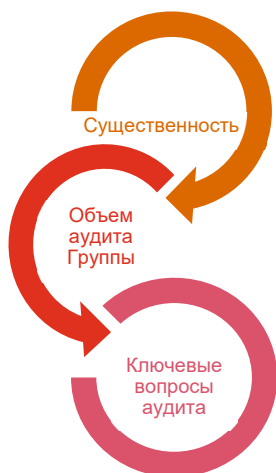 Существенность
Объем
аудита
Группы
Ключевые
вопросы
аудита